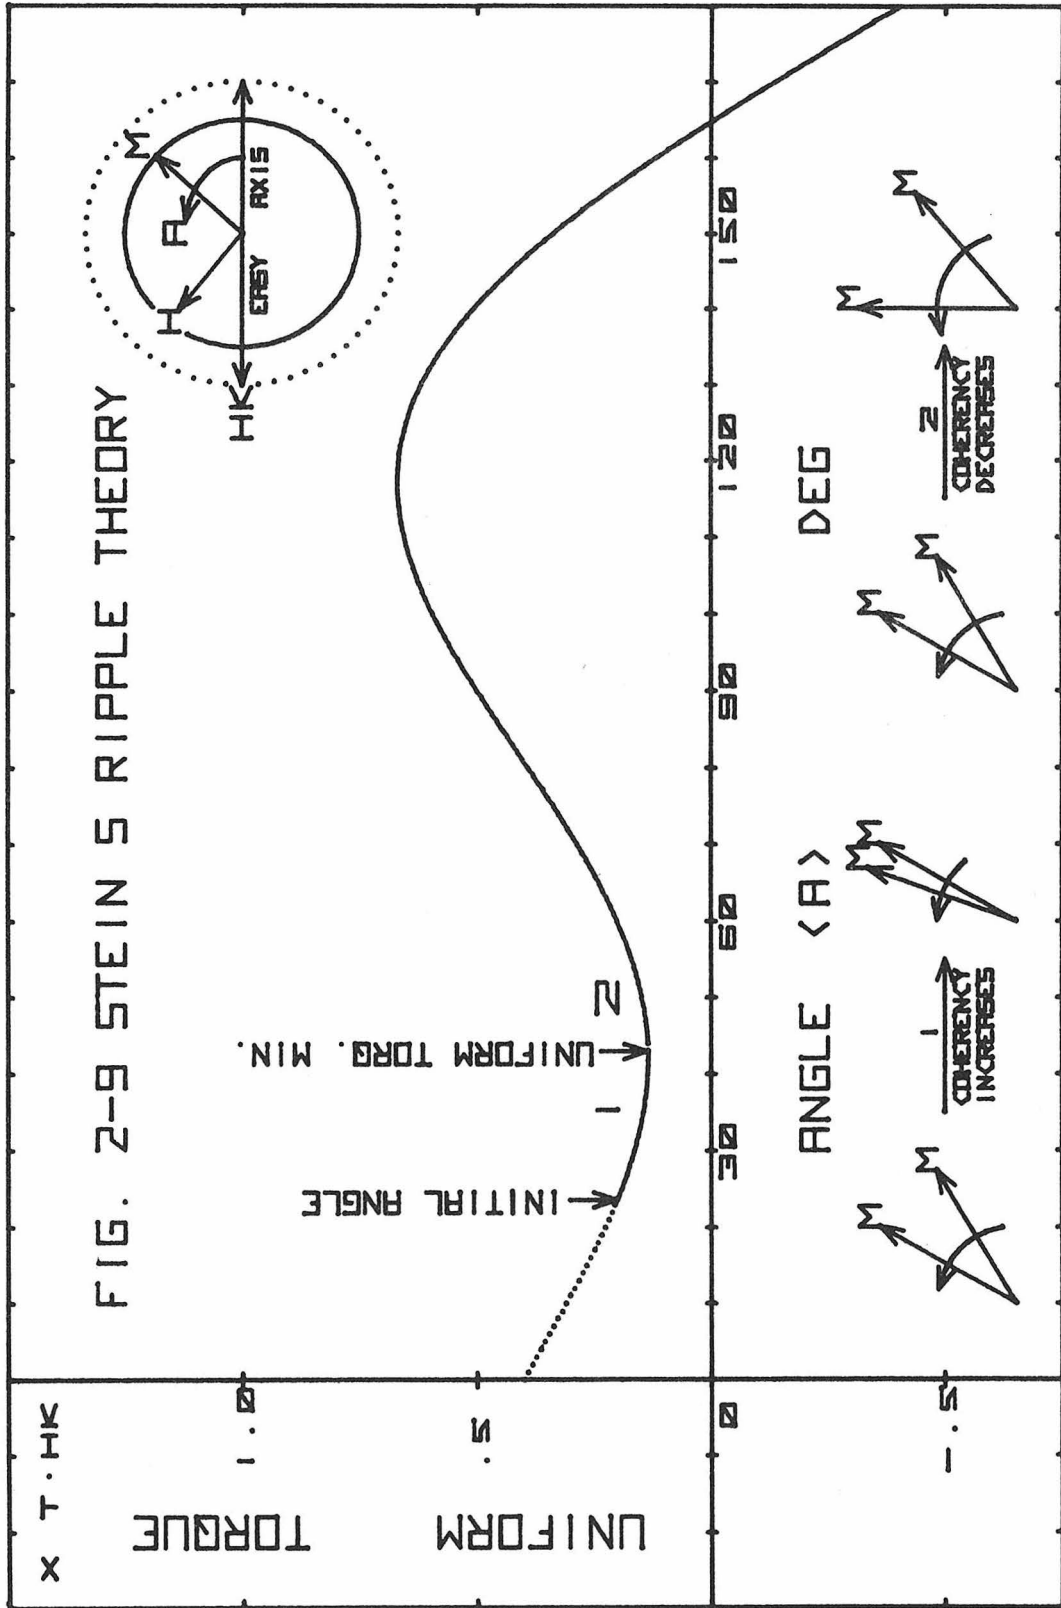 FIG. 2-9 STEIN S RIPPLE THEORY
X T·HK
UNIFORM
TORQUE
1.0
.5
0
-.5
HK
H
A
M
EASY AXIS
INITIAL ANGLE
UNIFORM TORQ. MIN.
1
2
30
60
90
120
150
ANGLE <A> DEG
M
M
1
COHERENCY
INCREASES
M
M
M
M
2
COHERENCY
DECREASES
M
M